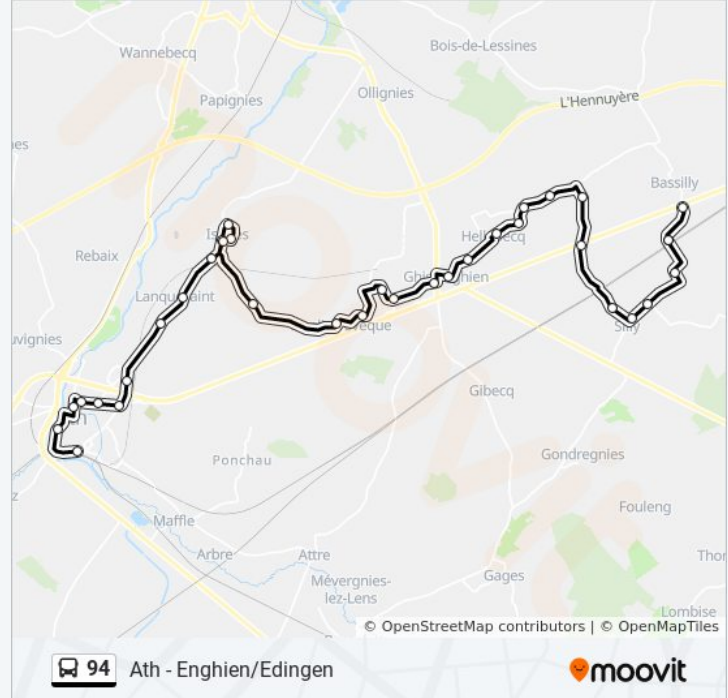 Wannebecq
Bois-de-Lessines
Ollignies
Papignies
L'Hennuyère
Bassilly
Rebaix
Lanquesaint
Silly
Gibecq
Ponchau
Gondregnies
Maffle
Fouleng
Arbre
Attre
Gages
Mévergnies-
lez-Lens
Lombise
© OpenStreetMap contributors | © OpenMapTiles
94 Ath - Enghien/Edingen
moovit